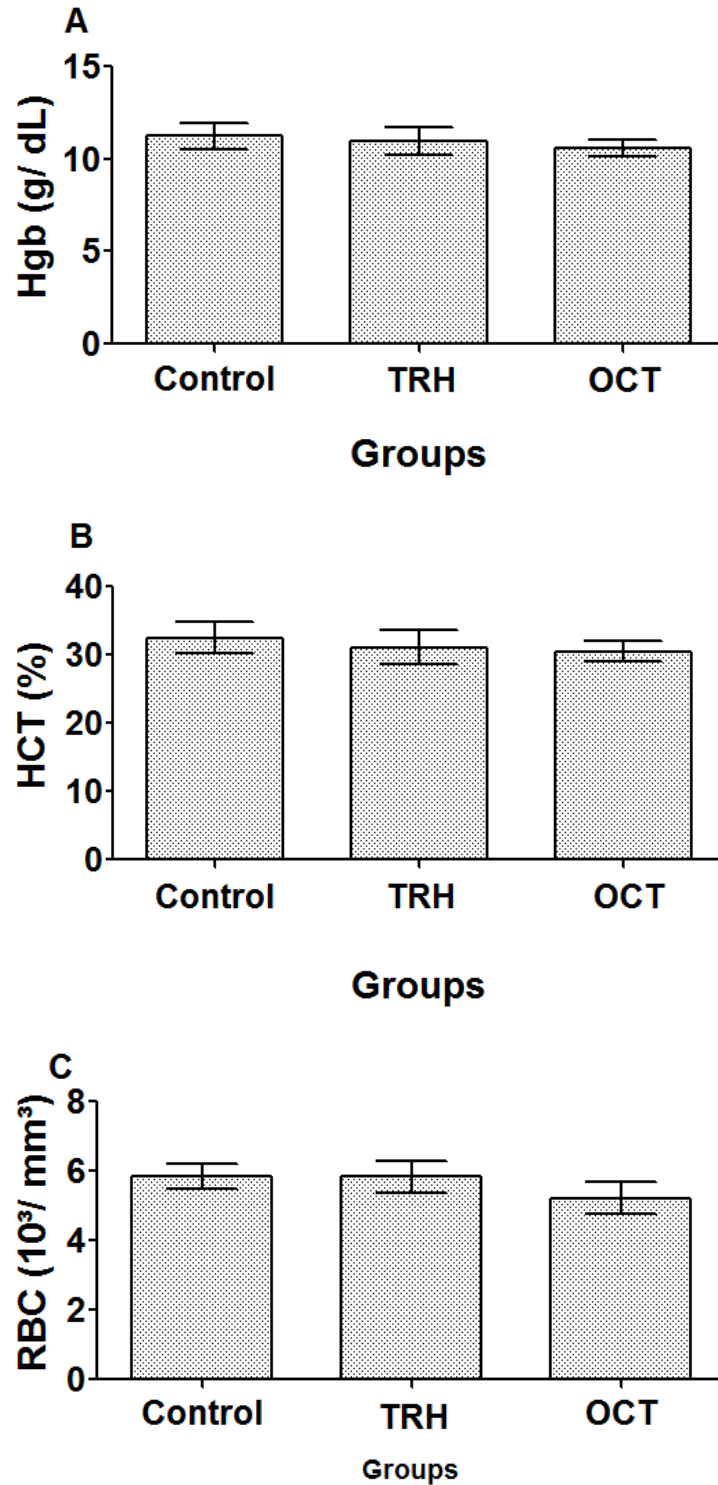 A
Hgb (g/ dL)
15
10
5
0
Control TRH OCT
Groups
B
HCT (%)
40
30
20
10
0
Control TRH OCT
Groups
C
RBC (10³/ mm³)
8
6
4
2
0
Control TRH OCT
Groups